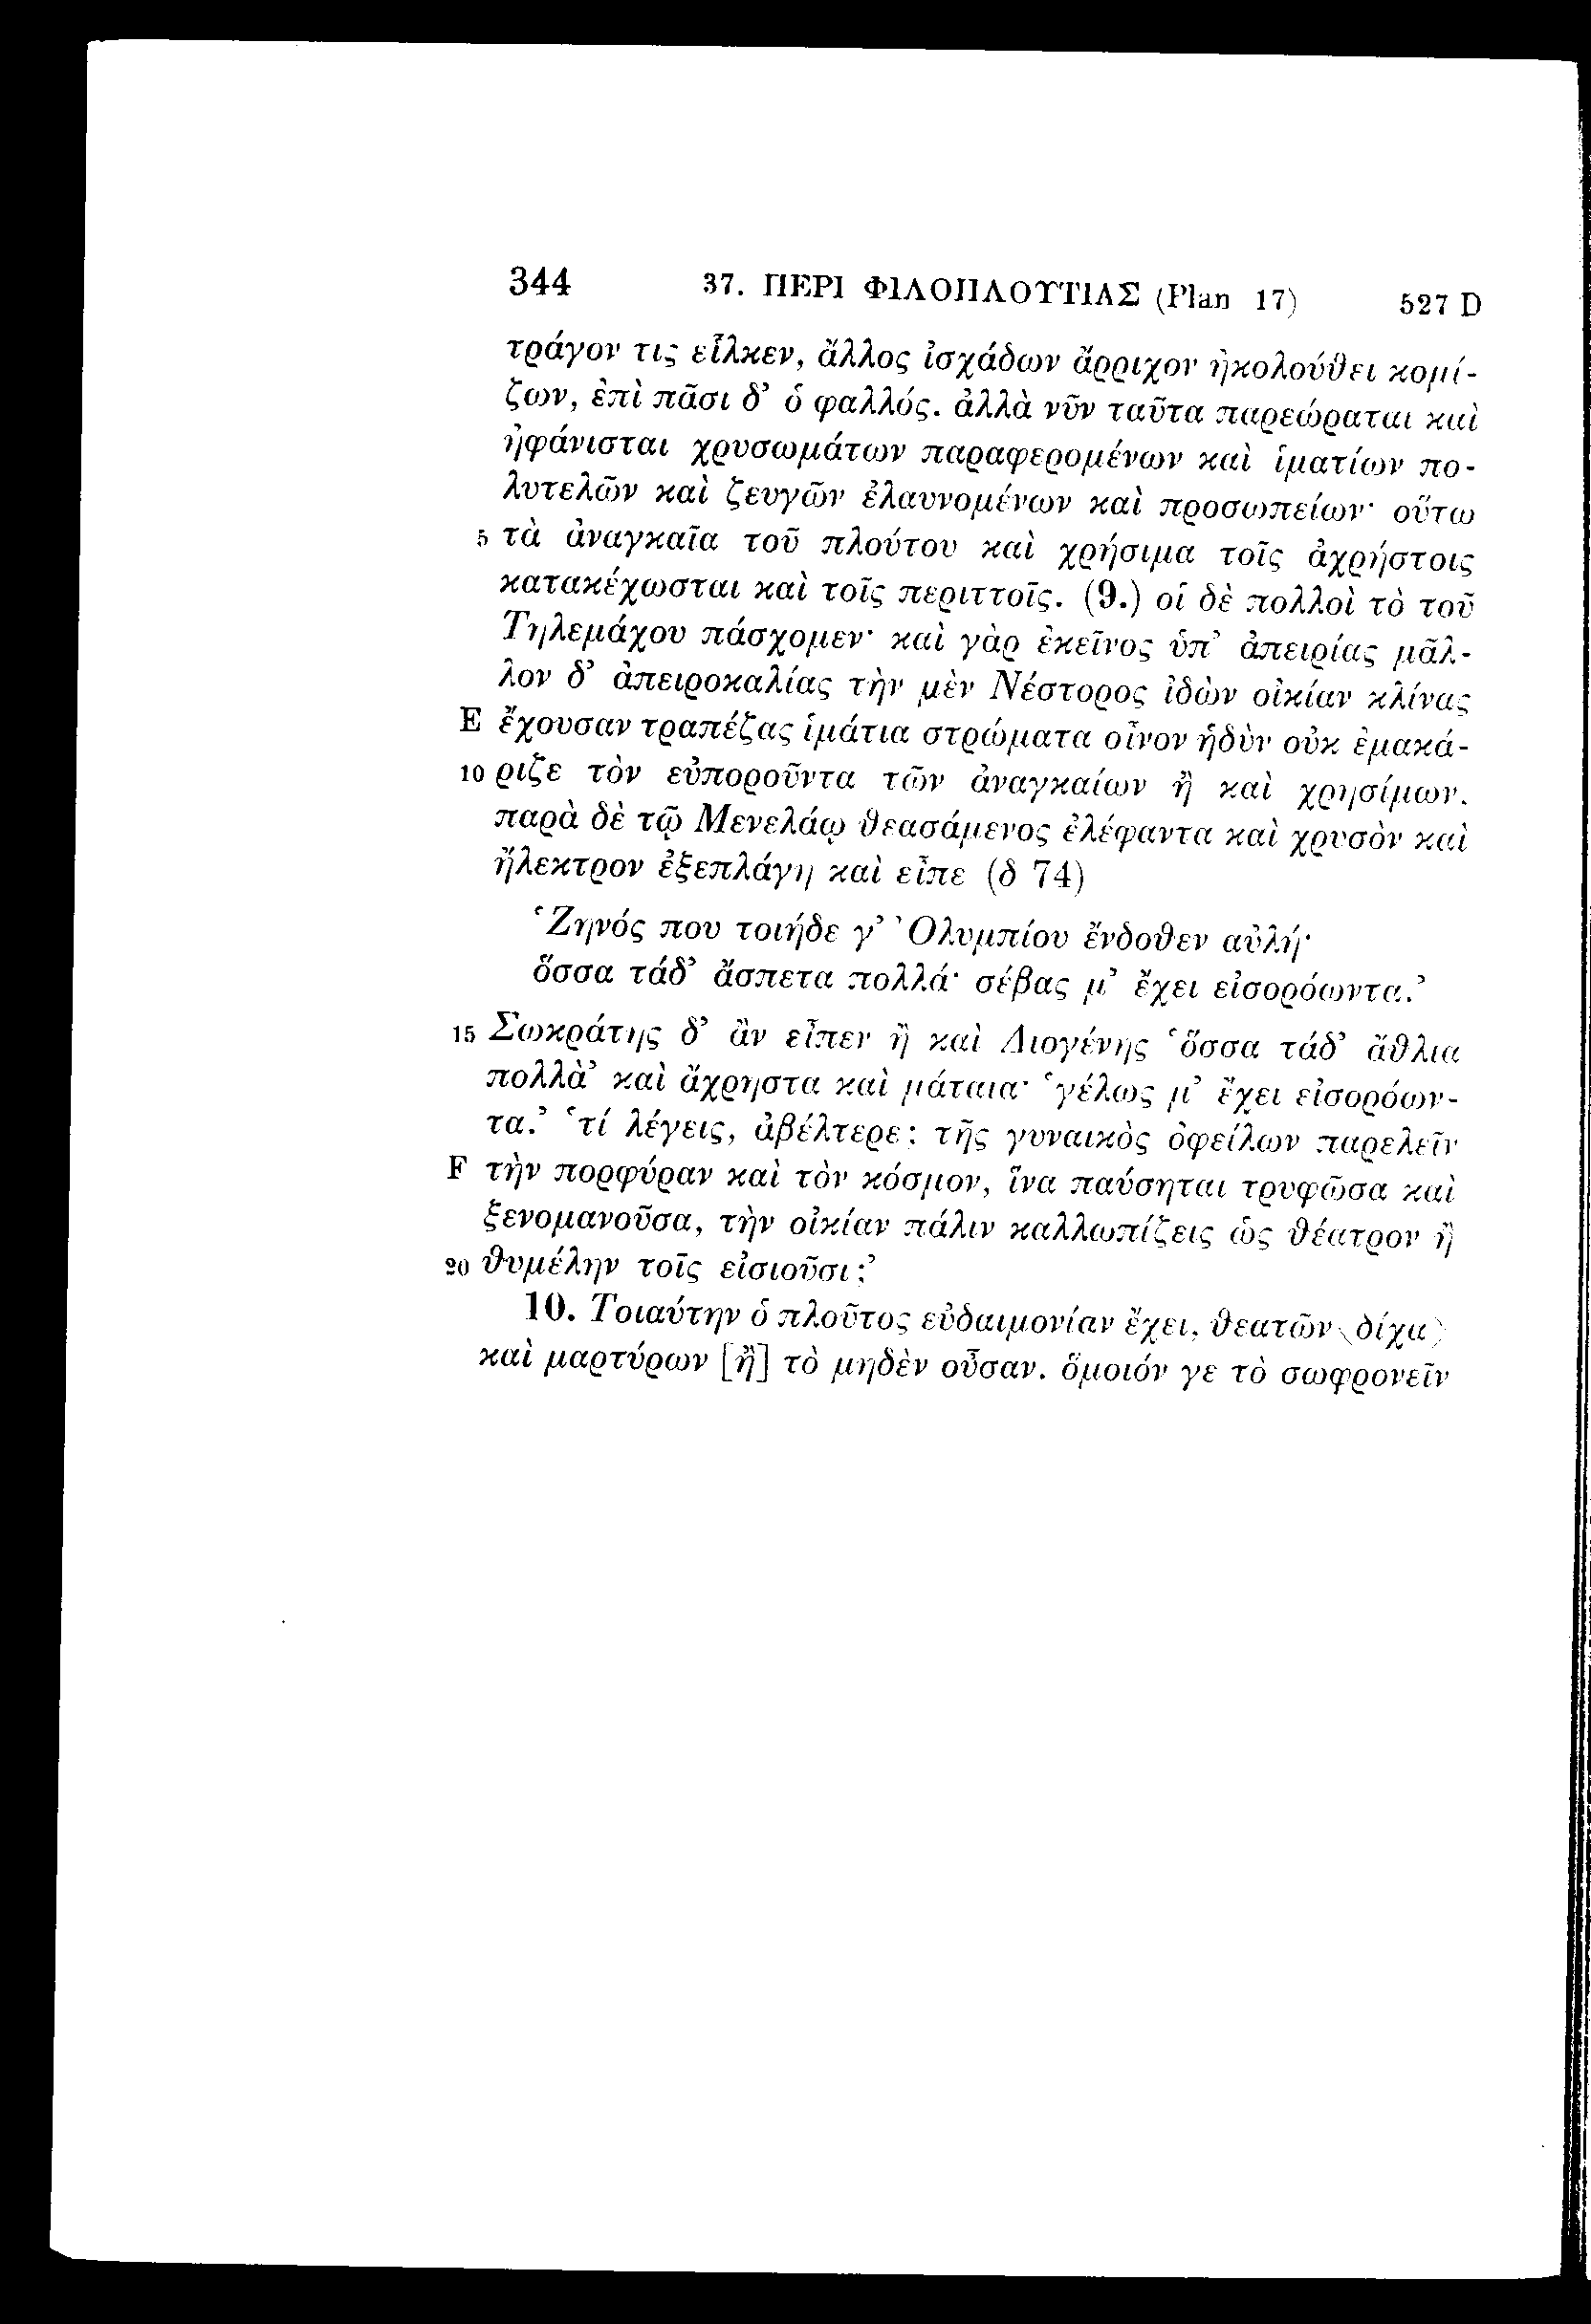 344 37. ΠΕΡΙ ΦΙΛΟΠΛΟΥΤΙΑΣ (Plan 17) 527 D
τράγον τις εἷλκεν, ἄλλος ἰσχάδων ἄρριχον ἠκολούθει κομί-
ζων, ἐπὶ πᾶσι δ’ ὁ φαλλός. ἀλλὰ νῦν ταῦτα παρεώραται καὶ
ἠφάνισται χρυσωμάτων παραφερομένων καὶ ἱματίων πο-
λυτελῶν καὶ ζευγῶν ἐλαυνομένων καὶ προσωπείων· οὕτω
5 τὰ ἀναγκαῖα τοῦ πλούτου καὶ χρήσιμα τοῖς ἀχρήστοις
κατακέχωσται καὶ τοῖς περιττοῖς. (9.) οἱ δὲ πολλοὶ τὸ τοῦ
Τηλεμάχου πάσχομεν· καὶ γὰρ ἐκεῖνος ὑπ’ ἀπειρίας μᾶλ-
λον δ’ ἀπειροκαλίας τὴν μὲν Νέστορος ἰδὼν οἰκίαν κλίνας
E ἔχουσαν τραπέζας ἱμάτια στρώματα οἶνον ἡδὺν οὐκ ἐμακά-
10 ριζε τὸν εὐποροῦντα τῶν ἀναγκαίων ἢ καὶ χρησίμων.
παρὰ δὲ τῷ Μενελάῳ θεασάμενος ἐλέφαντα καὶ χρυσὸν καὶ
ἤλεκτρον ἐξεπλάγη καὶ εἶπε (δ 74)
‘Ζηνός που τοιήδε γ’ Ὀλυμπίου ἔνδοθεν αὐλή·
ὅσσα τάδ’ ἄσπετα πολλά· σέβας μ’ ἔχει εἰσορόωντα.’
15 Σωκράτης δ’ ἂν εἶπεν ἢ καὶ Διογένης ‘ὅσσα τάδ’ ἄθλια
πολλὰ’ καὶ ἄχρηστα καὶ μάταια· ‘γέλως μ’ ἔχει εἰσορόων-
τα.’ ‘τί λέγεις, ἀβέλτερε; τῆς γυναικὸς ὀφείλων παρελεῖν
F τὴν πορφύραν καὶ τὸν κόσμον, ἵνα παύσηται τρυφῶσα καὶ
ξενομανοῦσα, τὴν οἰκίαν πάλιν καλλωπίζεις ὡς θέατρον ἢ
20 θυμέλην τοῖς εἰσιοῦσι;’
10. Τοιαύτην ὁ πλοῦτος εὐδαιμονίαν ἔχει, θεατῶν ⟨δίχα⟩
καὶ μαρτύρων [ἢ] τὸ μηδὲν οὖσαν. ὅμοιόν γε τὸ σωφρονεῖν